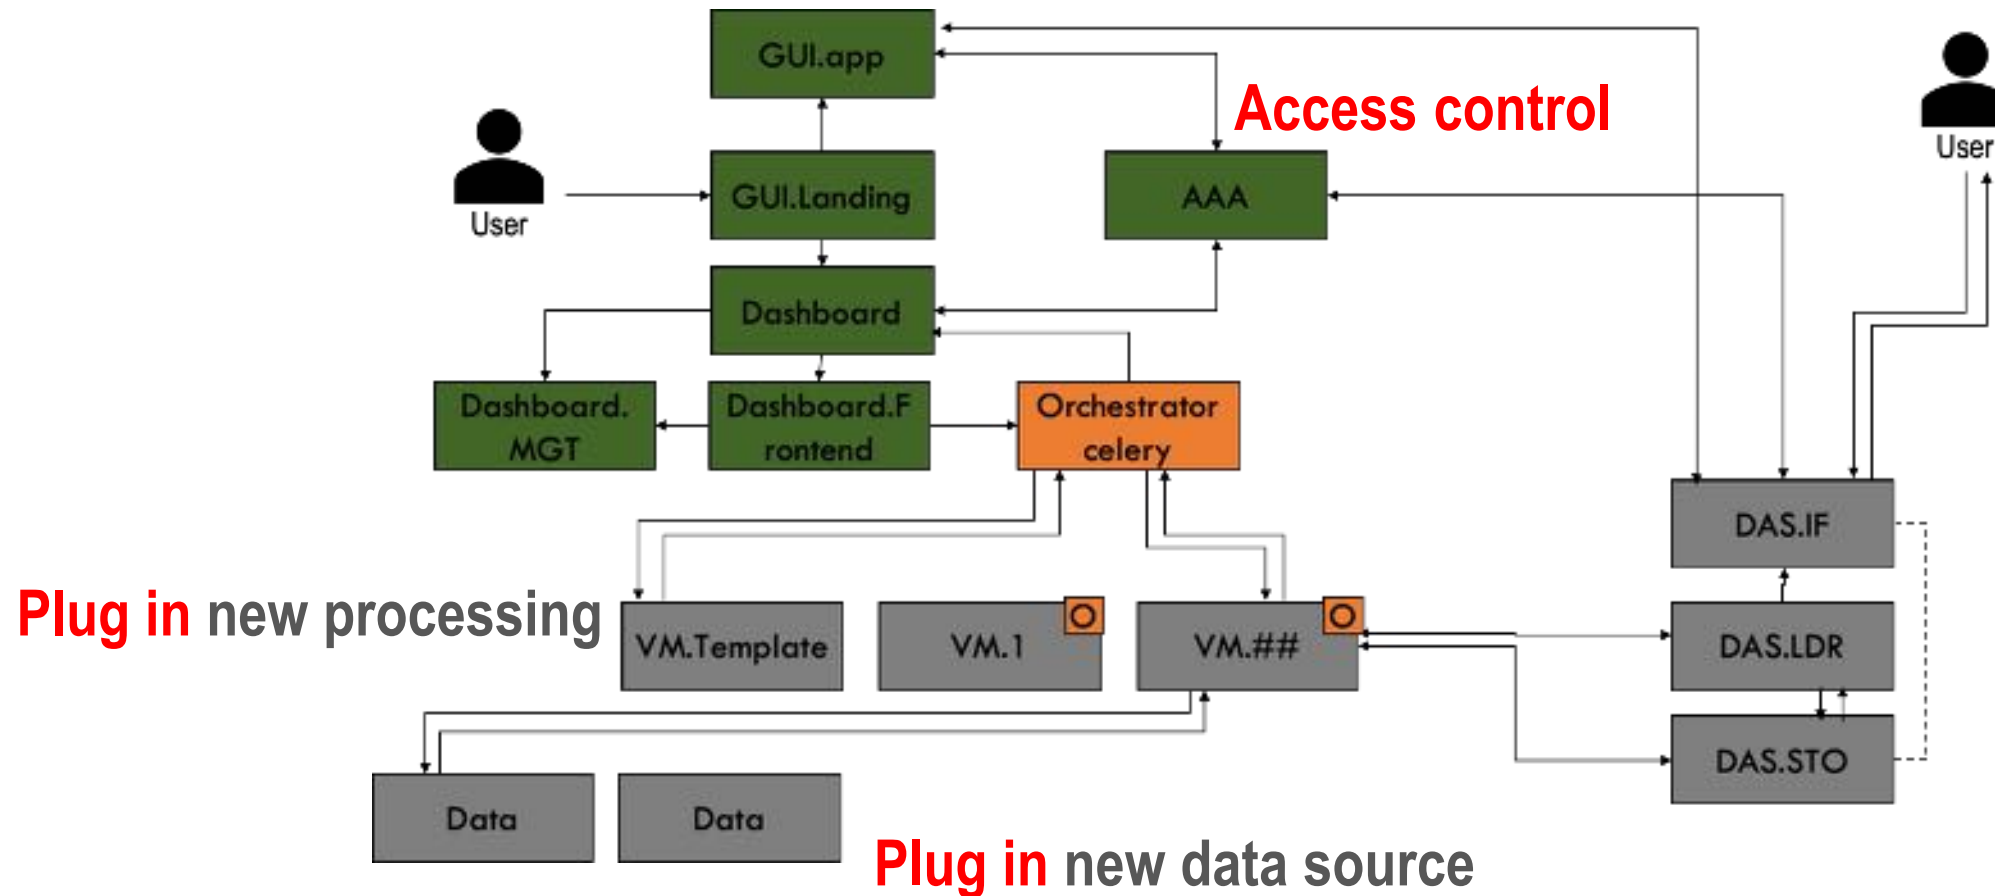 GUI.app
Access control
User
GUI.Landing
AAA
User
Dashboard
Dashboard.
MGT
Dashboard.F
rontend
Orchestrator
celery
DAS.IF
Plug in new processing
VM.Template
VM.1
O
VM.##
O
DAS.LDR
DAS.STO
Data
Data
Plug in new data source